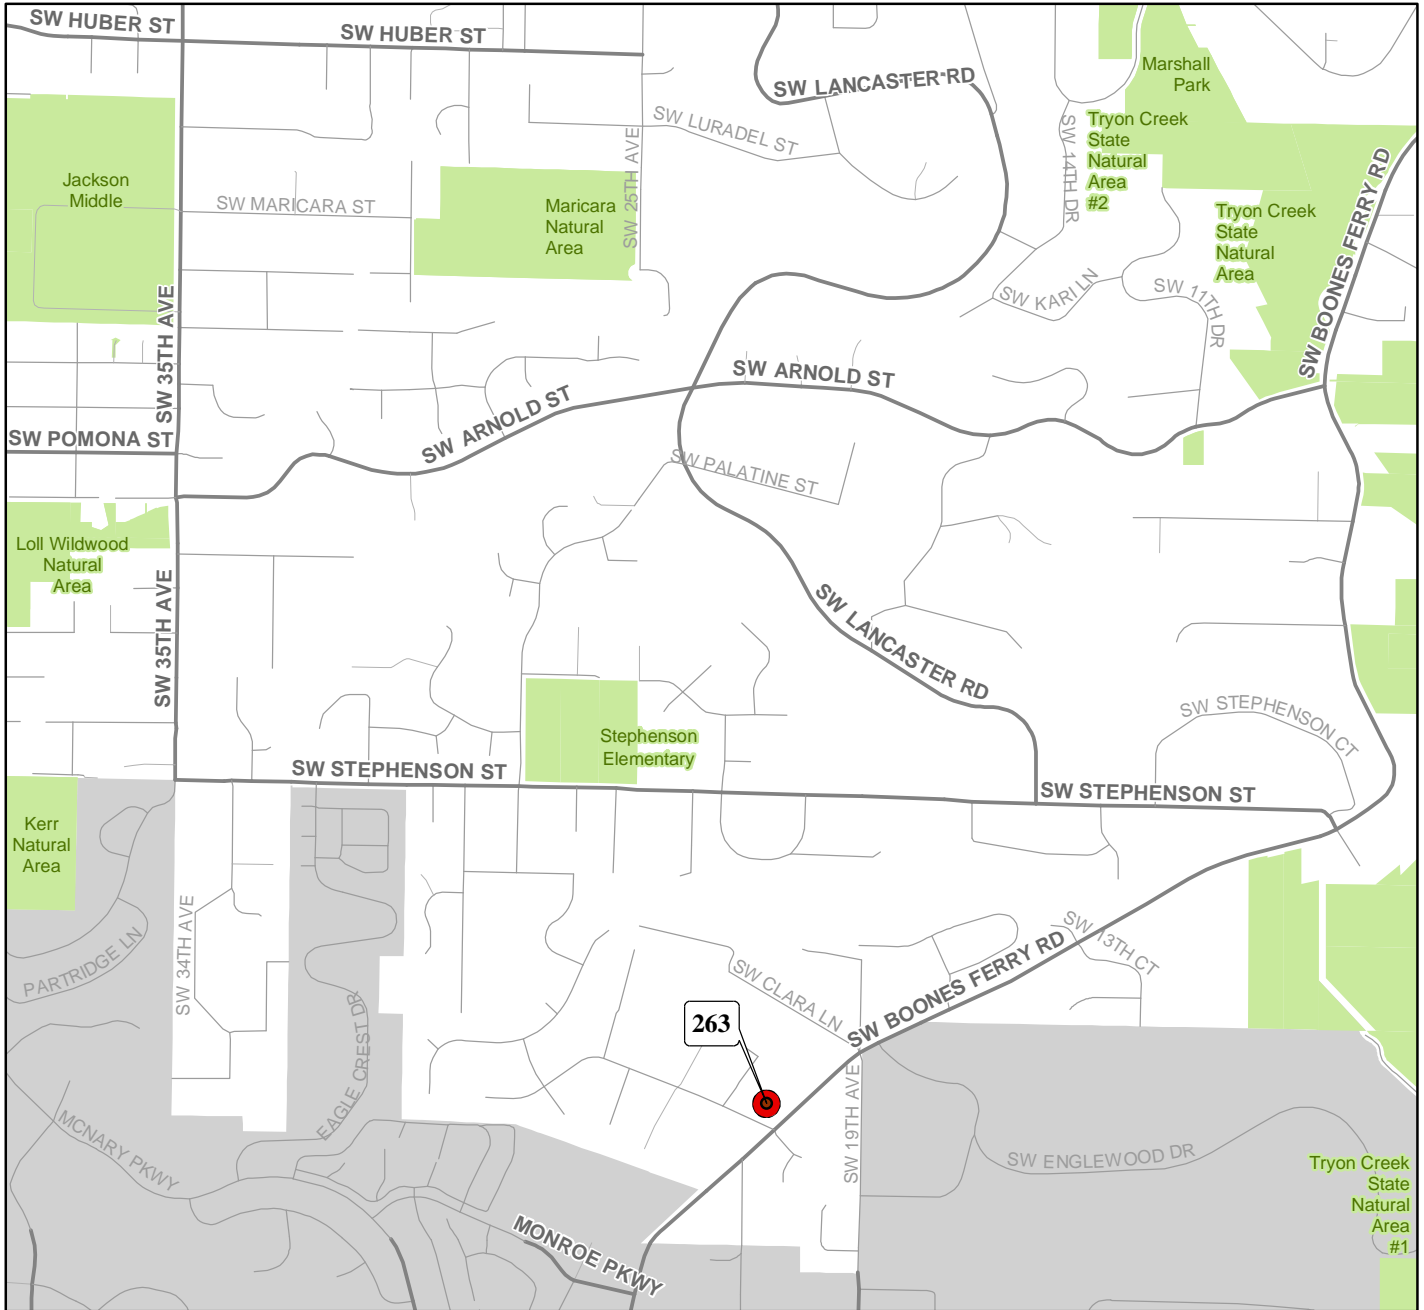 SW HUBER ST
SW HUBER ST
SW LANCASTER RD
Marshall
Park
SW LURADEL ST
SW 25TH AVE
SW 14TH DR
Tryon Creek
State
Natural
Area
#2
Jackson
Middle
SW MARICARA ST
Maricara
Natural
Area
Tryon Creek
State
Natural
Area
SW BOONES FERRY RD
SW KARI LN
SW 11TH DR
SW 35TH AVE
SW ARNOLD ST
SW ARNOLD ST
SW POMONA ST
SW PALATINE ST
Loll Wildwood
Natural
Area
SW 35TH AVE
SW LANCASTER RD
SW STEPHENSON CT
Stephenson
Elementary
SW STEPHENSON ST
SW STEPHENSON ST
Kerr
Natural
Area
SW 34TH AVE
PARTRIDGE LN
SW 13TH CT
SW CLARA LN
SW BOONES FERRY RD
263
EAGLE CREST DR
SW 19TH AVE
MCNARY PKWY
SW ENGLEWOOD DR
Tryon Creek
State
Natural
Area
#1
MONROE PKWY